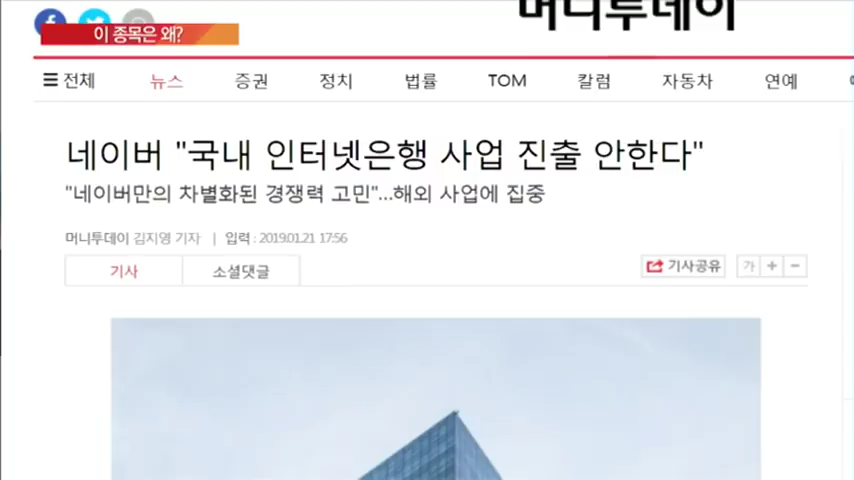 머니투데이
이 종목은 왜?
전체 뉴스 증권 정치 법률 TOM 칼럼 자동차 연예
네이버 "국내 인터넷은행 사업 진출 안한다"
"네이버만의 차별화된 경쟁력 고민"...해외 사업에 집중
머니투데이 김지영 기자 | 입력 : 2019.01.21 17:56
기사 소셜댓글 기사공유 가 + -